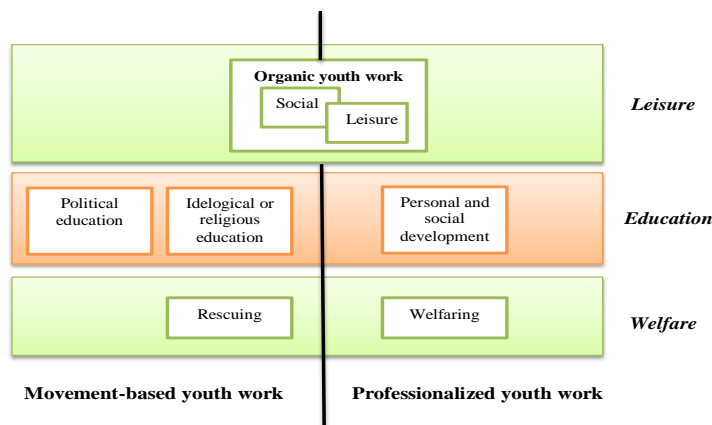 Organic youth work
Social
Leisure
Leisure
Political
education
Idelogical or
religious
education
Personal and
social
development
Education
Rescuing
Welfaring
Welfare
Movement-based youth work
Professionalized youth work